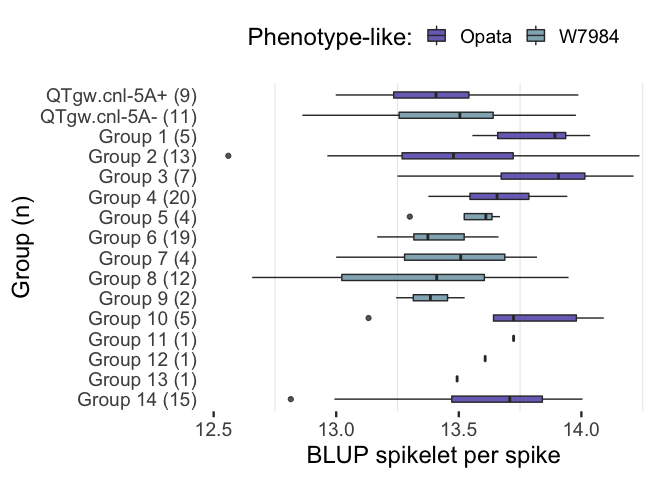 Phenotype-like: Opata W7984
Group (n)
QTgw.cnl-5A+ (9)
QTgw.cnl-5A- (11)
Group 1 (5)
Group 2 (13)
Group 3 (7)
Group 4 (20)
Group 5 (4)
Group 6 (19)
Group 7 (4)
Group 8 (12)
Group 9 (2)
Group 10 (5)
Group 11 (1)
Group 12 (1)
Group 13 (1)
Group 14 (15)
12.5 13.0 13.5 14.0
BLUP spikelet per spike